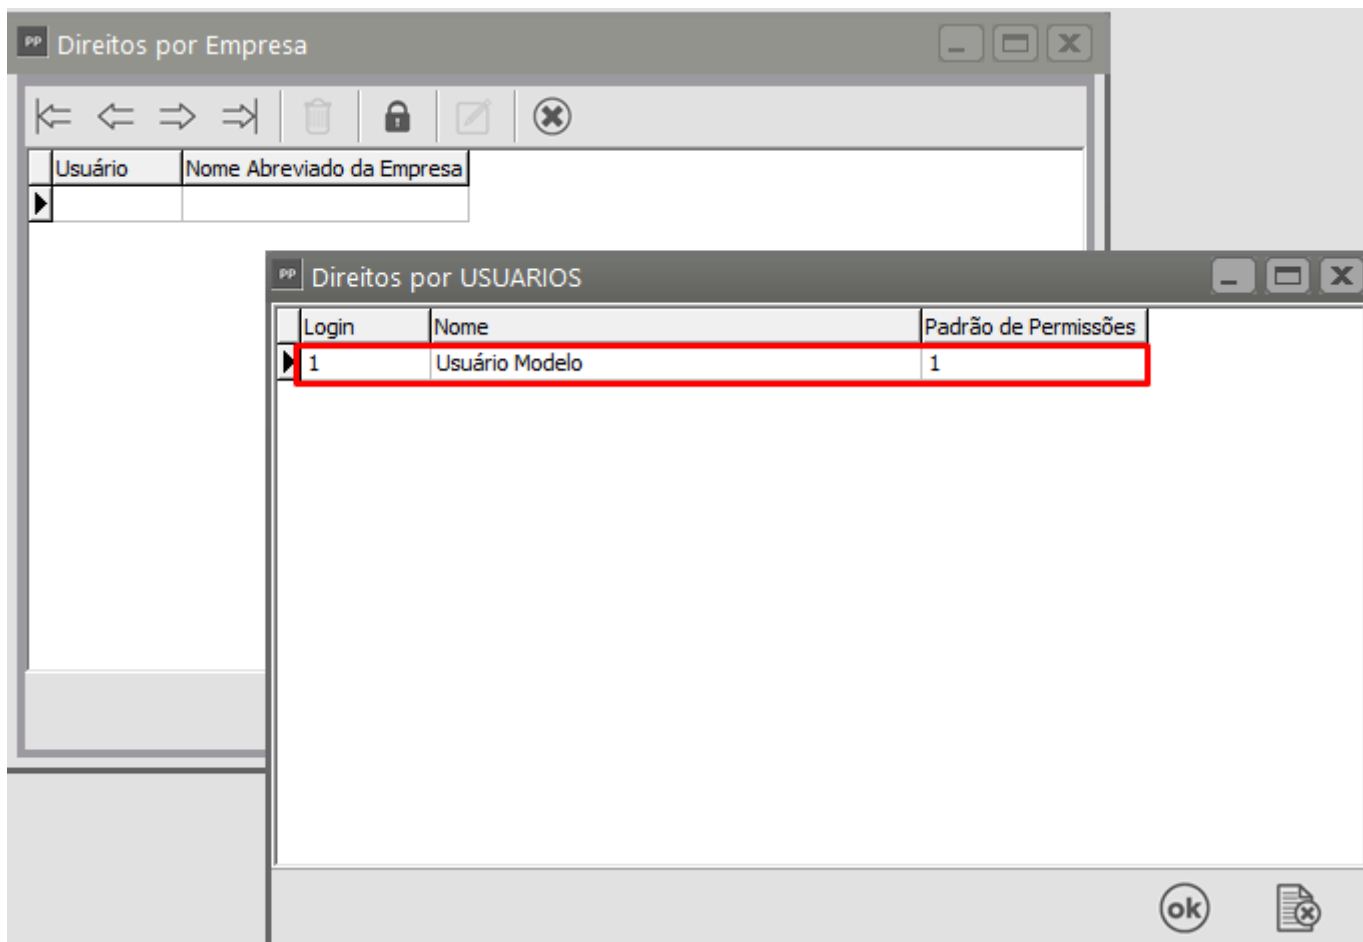 PP Direitos por Empresa
Usuário Nome Abreviado da Empresa
PP Direitos por USUARIOS
Login Nome Padrão de Permissões
1 Usuário Modelo 1
ok